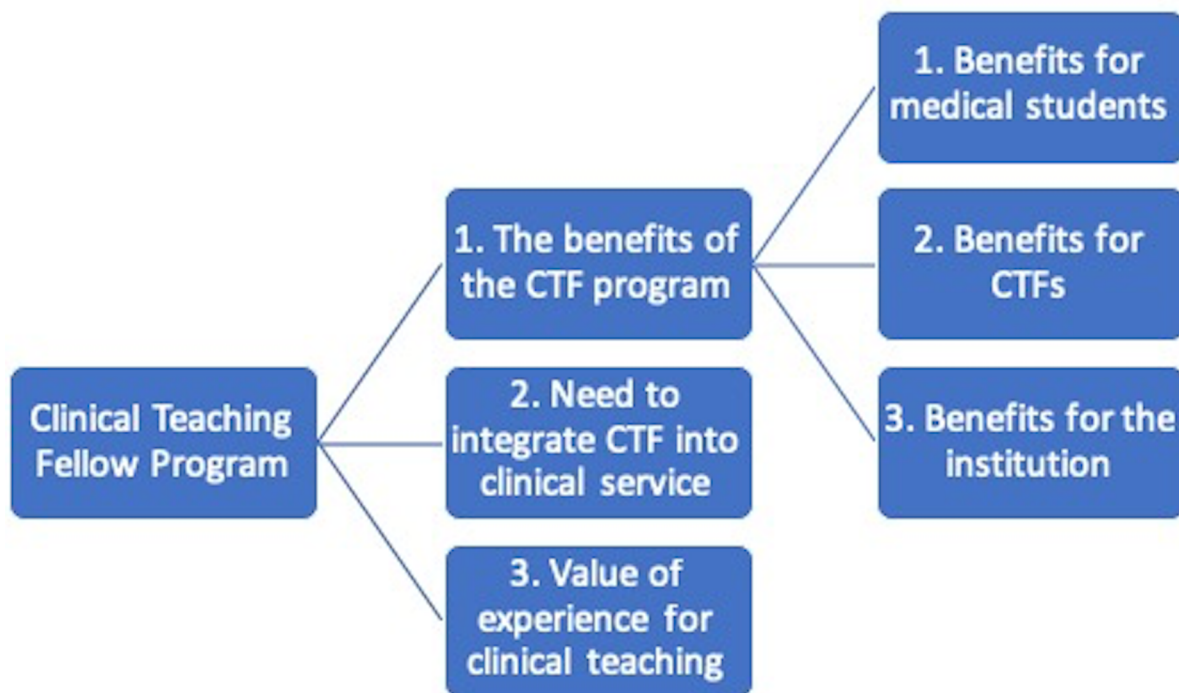 Clinical Teaching
Fellow Program
1. The benefits of
the CTF program
2. Need to
integrate CTF into
clinical service
3. Value of
experience for
clinical teaching
1. Benefits for
medical students
2. Benefits for
CTFs
3. Benefits for the
institution